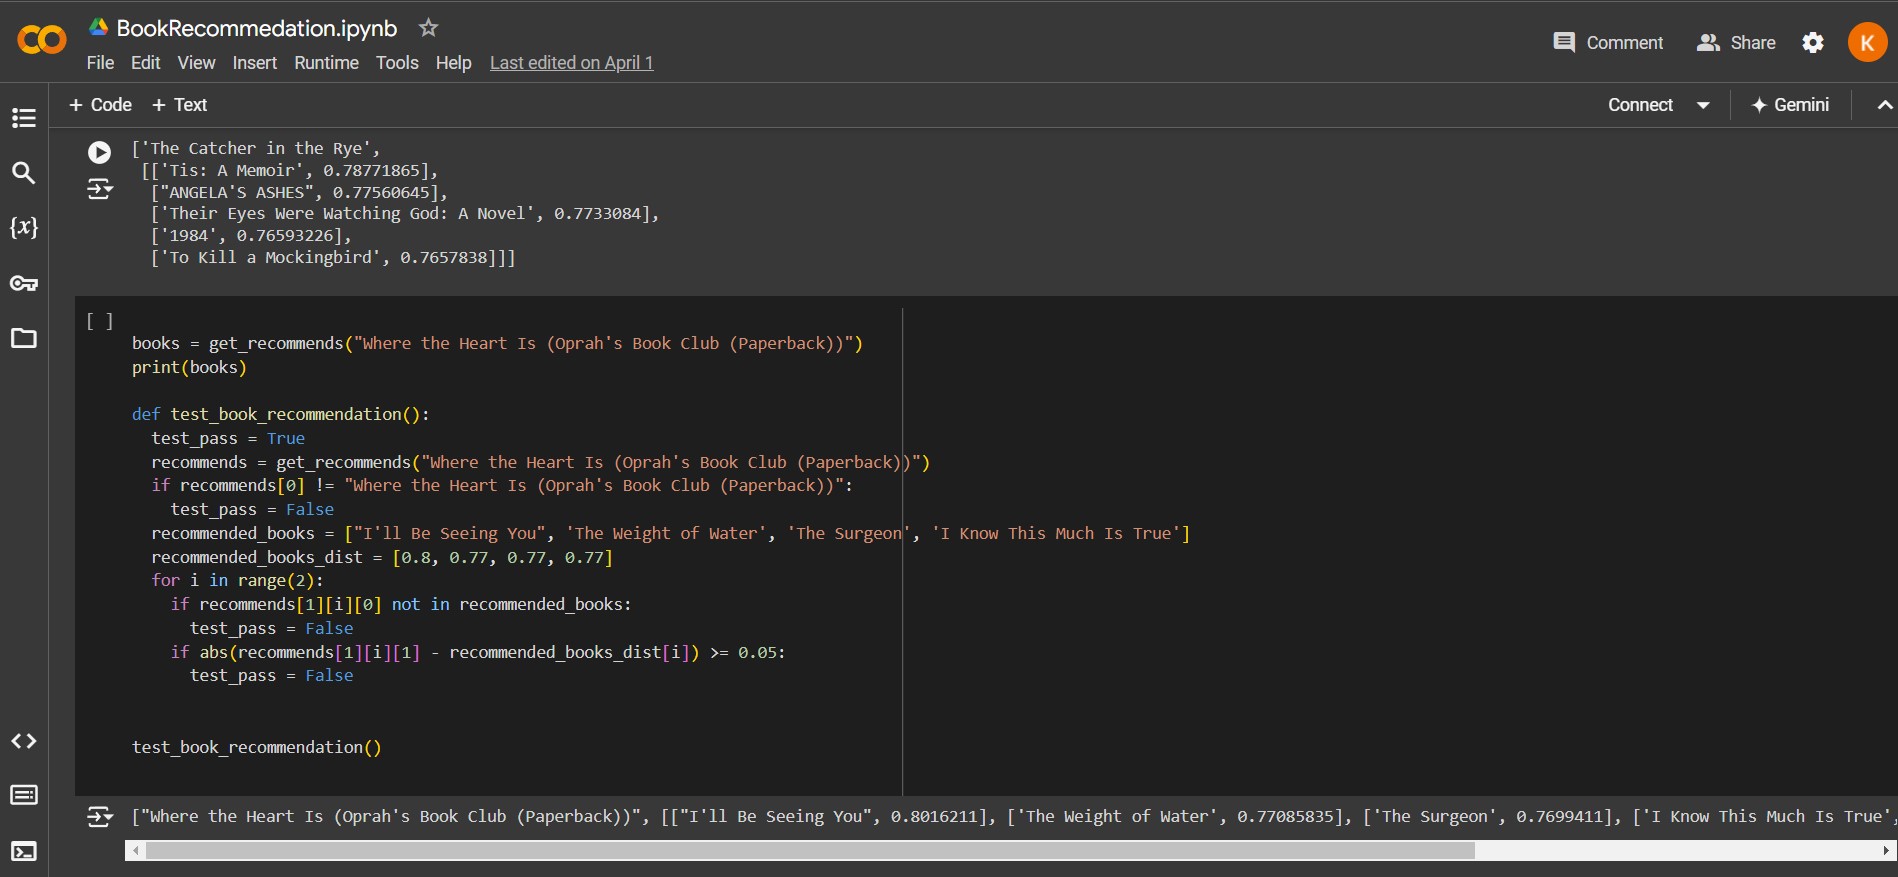 BookRecommedation.ipynb
Comment
Share
K
File Edit View Insert Runtime Tools Help Last edited on April 1
+ Code + Text
Connect
Gemini
['The Catcher in the Rye',
[['Tis: A Memoir', 0.78771865],
["ANGELA'S ASHES", 0.77560645],
['Their Eyes Were Watching God: A Novel', 0.7733084],
['1984', 0.76593226],
['To Kill a Mockingbird', 0.7657838]]]
{x}
[ ]
books = get_recommends("Where the Heart Is (Oprah's Book Club (Paperback))")
print(books)
def test_book_recommendation():
test_pass = True
recommends = get_recommends("Where the Heart Is (Oprah's Book Club (Paperback))")
if recommends[0] != "Where the Heart Is (Oprah's Book Club (Paperback))":
test_pass = False
recommended_books = ["I'll Be Seeing You", 'The Weight of Water', 'The Surgeon', 'I Know This Much Is True']
recommended_books_dist = [0.8, 0.77, 0.77, 0.77]
for i in range(2):
if recommends[1][i][0] not in recommended_books:
test_pass = False
if abs(recommends[1][i][1] - recommended_books_dist[i]) >= 0.05:
test_pass = False
test_book_recommendation()
["Where the Heart Is (Oprah's Book Club (Paperback))", [["I'll Be Seeing You", 0.8016211], ['The Weight of Water', 0.77085835], ['The Surgeon', 0.7699411], ['I Know This Much Is True',